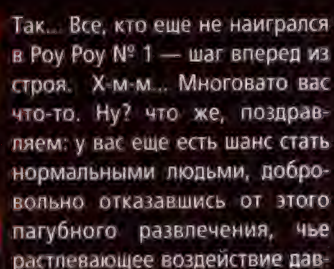 Так... Все, кто еще не наигрался
в Роу Роу № 1 — шаг вперед из
строя. Х-м-м... Многовато вас
что-то. Ну? что же, поздрав-
ляем: у вас еще есть шанс стать
нормальными людьми, добро-
вольно отказавшись от этого
пагубного развлечения, чье
растлевающее воздействие дав-